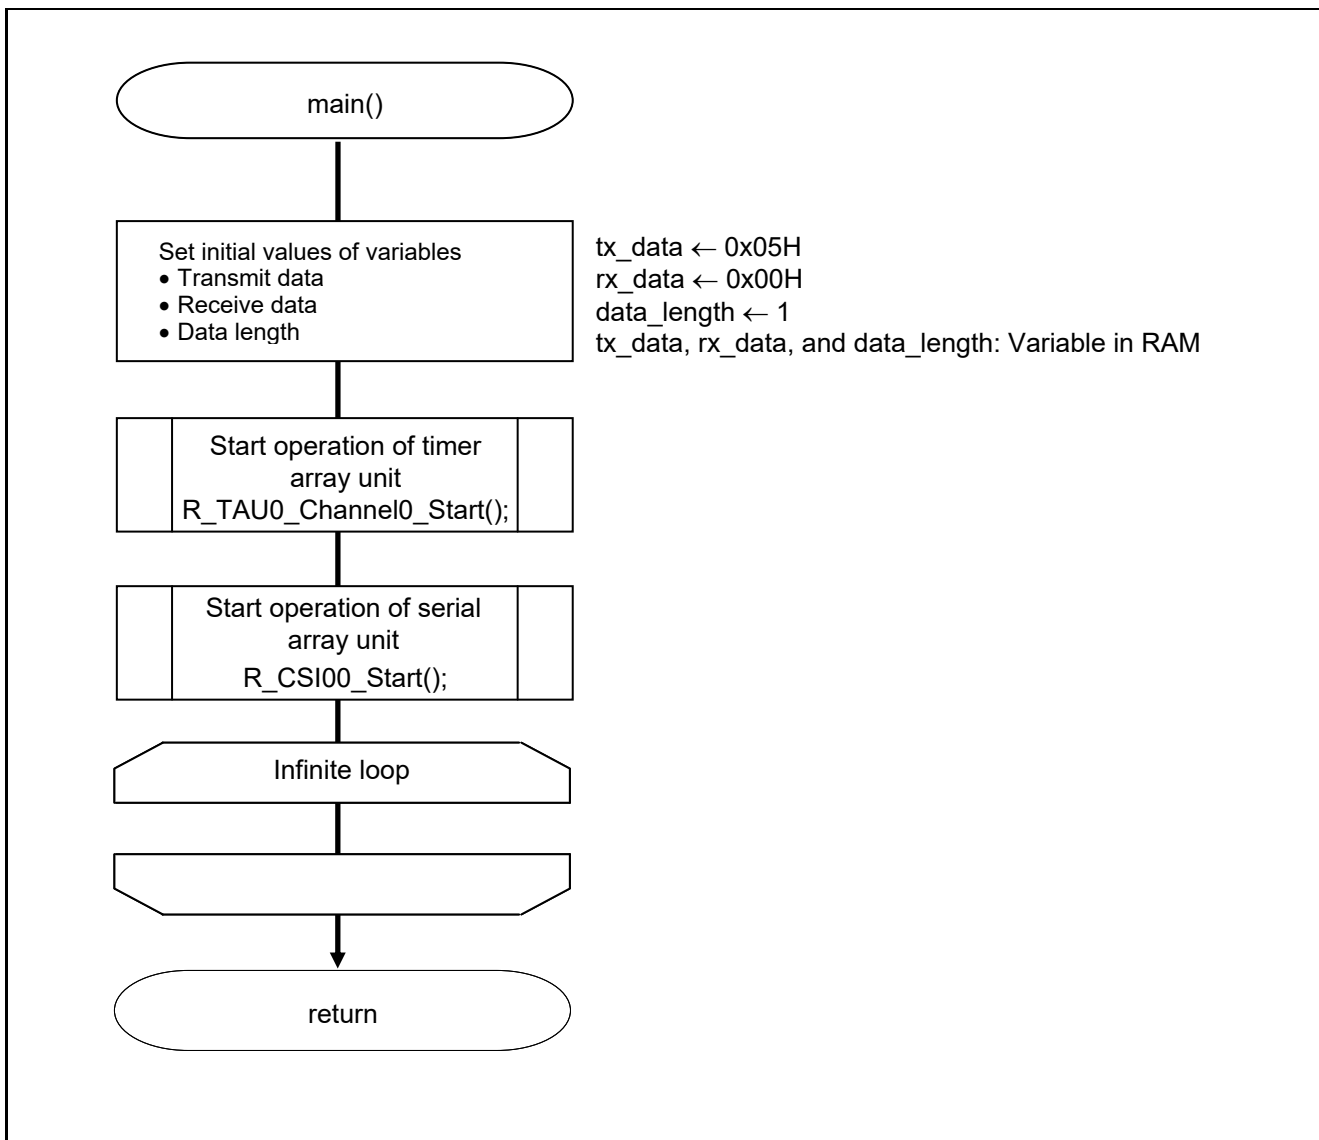 main()
Set initial values of variables
• Transmit data
• Receive data
• Data length
tx_data ← 0x05H
rx_data ← 0x00H
data_length ← 1
tx_data, rx_data, and data_length: Variable in RAM
Start operation of timer
array unit
R_TAU0_Channel0_Start();
Start operation of serial
array unit
R_CSI00_Start();
Infinite loop
return